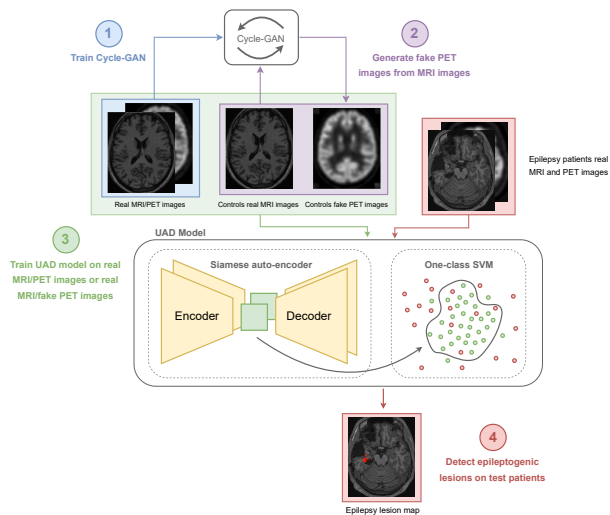 1
Train Cycle-GAN
Cycle-GAN
2
Generate fake PET
images from MRI images
Real MRI/PET images
Controls real MRI images
Controls fake PET images
Epilepsy patients real
MRI and PET images
3
Train UAD model on real
MRI/PET images or real
MRI/fake PET images
UAD Model
Siamese auto-encoder
Encoder
Decoder
One-class SVM
4
Detect epileptogenic
lesions on test patients
Epilepsy lesion map